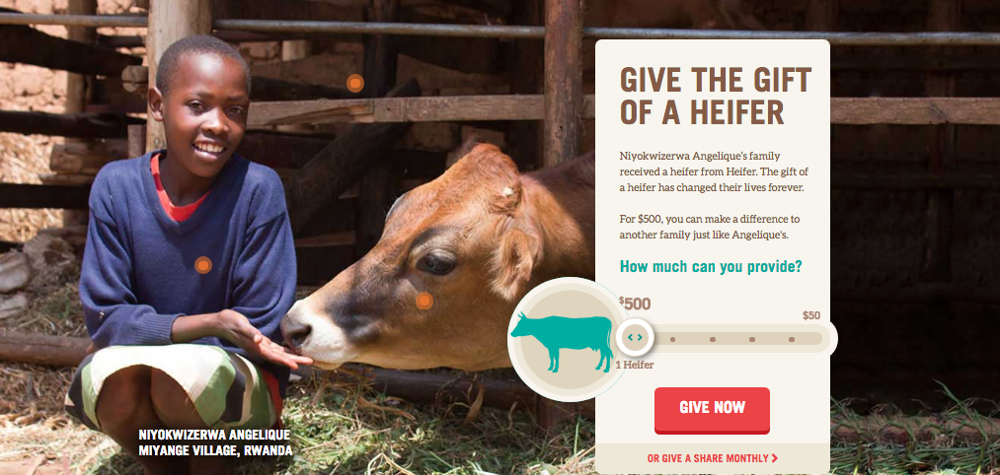 GIVE THE GIFT
OF A HEIFER
Niyokwizerwa Angelique's family
received a heifer from Heifer. The gift of
a heifer has changed their lives forever.
For $500, you can make a difference to
another family just like Angelique's.
How much can you provide?
$500
$50
1 Heifer
GIVE NOW
OR GIVE A SHARE MONTHLY
NIYOKWIZERWA ANGELIQUE
MIYANGE VILLAGE, RWANDA